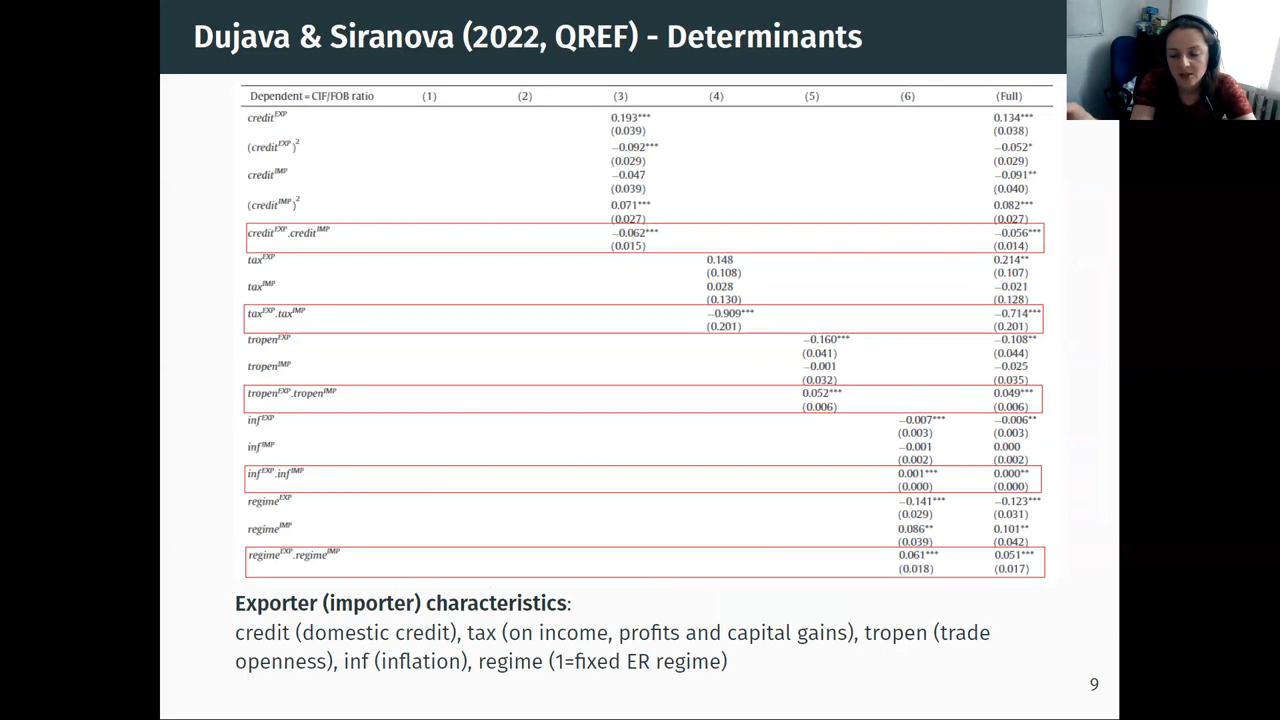 Dujava & Siranova (2022, QREF) - Determinants
Dependent = CIF/FOB ratio (1) (2) (3) (4) (5) (6) (Full)
credit^EXP 0.193*** 0.134***
(0.039) (0.038)
(credit^EXP)^2 −0.092*** −0.052*
(0.029) (0.029)
credit^IMP −0.047 −0.091**
(0.039) (0.040)
(credit^IMP)^2 0.071*** 0.082***
(0.027) (0.027)
credit^EXP.credit^IMP −0.062*** −0.056***
(0.015) (0.014)
tax^EXP 0.148 0.214**
(0.108) (0.107)
tax^IMP 0.028 −0.021
(0.130) (0.128)
tax^EXP.tax^IMP −0.909*** −0.714***
(0.201) (0.201)
tropen^EXP −0.160*** −0.108**
(0.041) (0.044)
tropen^IMP −0.001 −0.025
(0.032) (0.035)
tropen^EXP.tropen^IMP 0.052*** 0.049***
(0.006) (0.006)
inf^EXP −0.007*** −0.006**
(0.003) (0.003)
inf^IMP −0.001 0.000
(0.002) (0.002)
inf^EXP.inf^IMP 0.001*** 0.000**
(0.000) (0.000)
regime^EXP −0.141*** −0.123***
(0.029) (0.031)
regime^IMP 0.086** 0.101**
(0.039) (0.042)
regime^EXP.regime^IMP 0.061*** 0.051***
(0.018) (0.017)
Exporter (importer) characteristics:
credit (domestic credit), tax (on income, profits and capital gains), tropen (trade
openness), inf (inflation), regime (1=fixed ER regime)
9